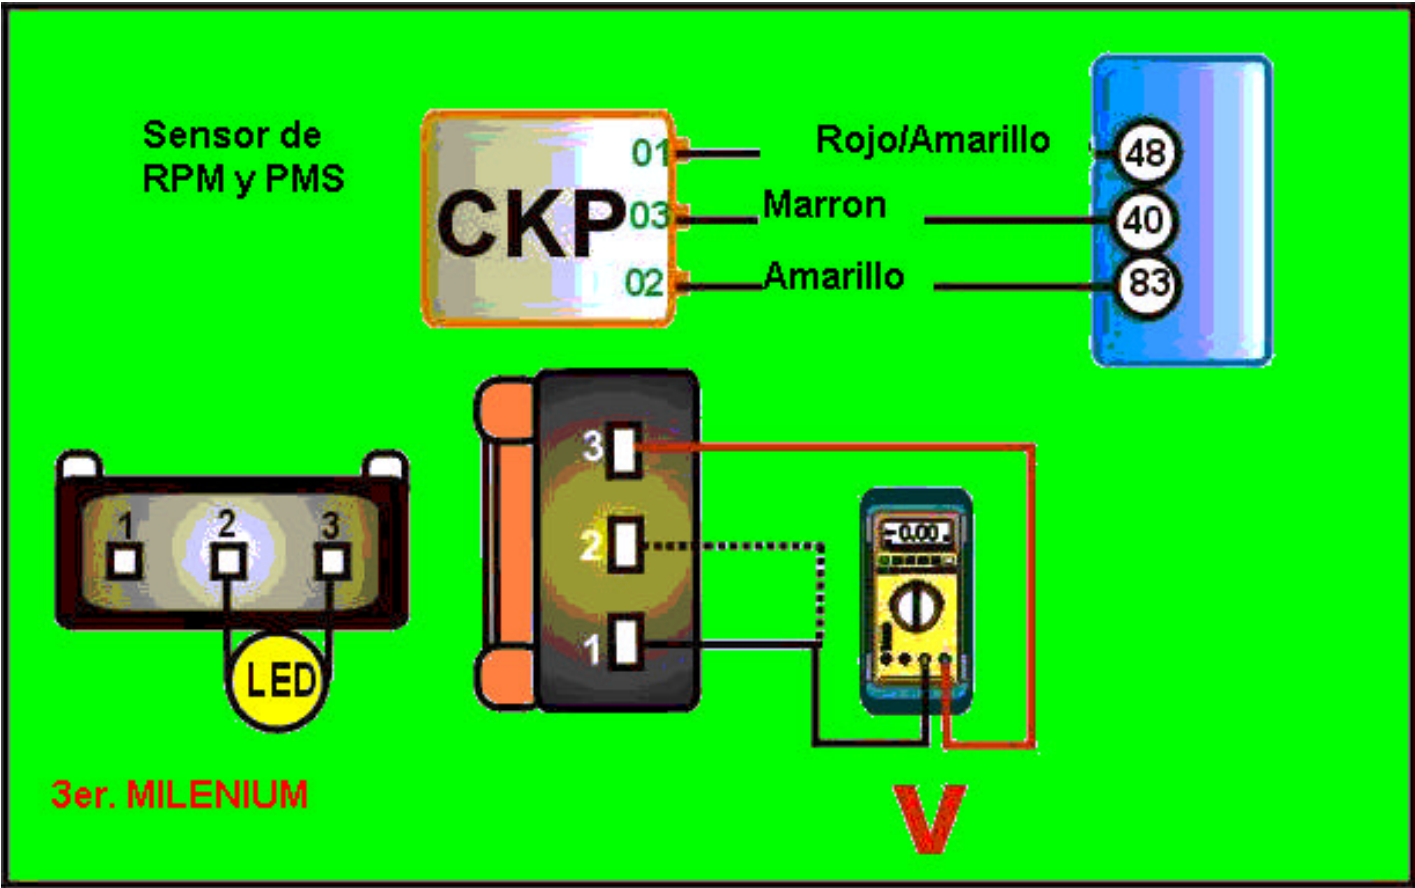 Sensor de
RPM y PMS
CKP
01
Rojo/Amarillo
48
03
Marron
40
02
Amarillo
83
3
2
1
1 2 3
LED
-0.00
3er. MILENIUM
V